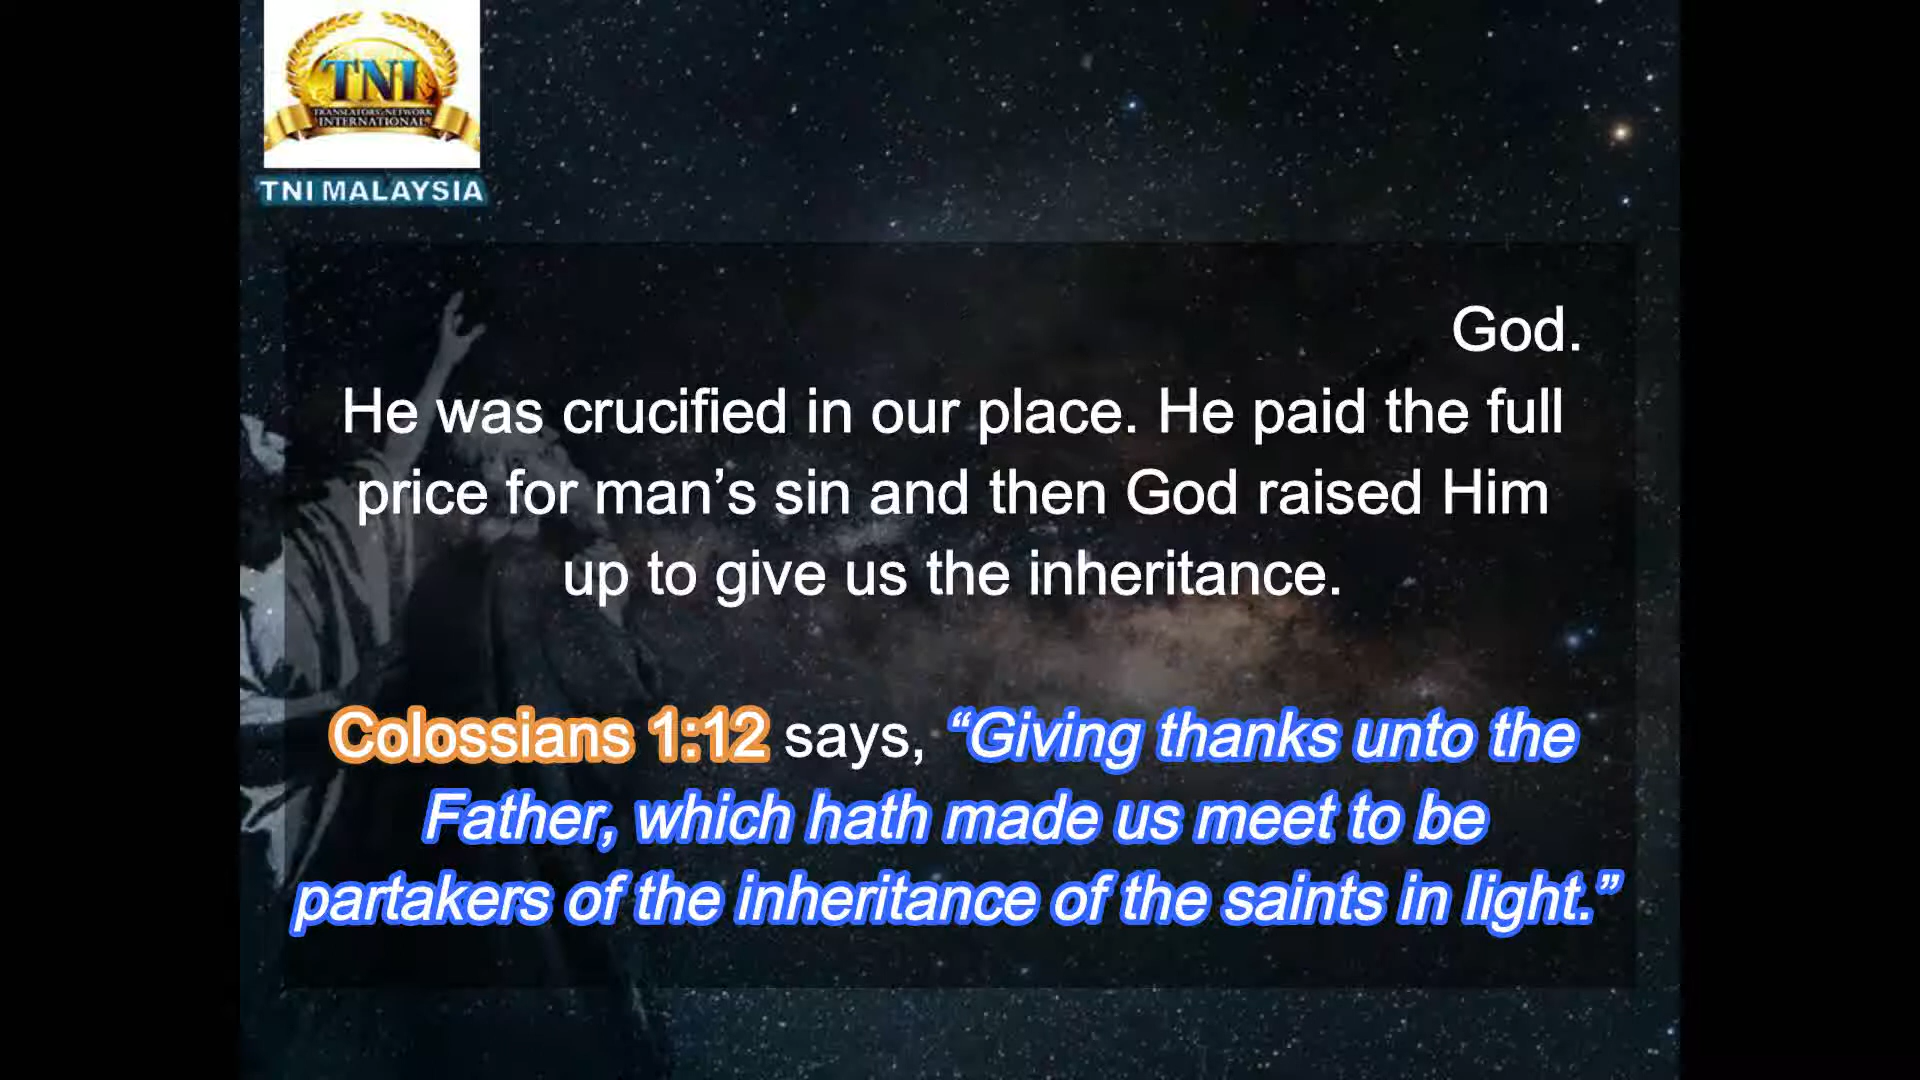 TNI
TRANSLATORS NETWORK
INTERNATIONAL
TNI MALAYSIA
God.
He was crucified in our place. He paid the full
price for man’s sin and then God raised Him
up to give us the inheritance.
Colossians 1:12 says, “Giving thanks unto the
Father, which hath made us meet to be
partakers of the inheritance of the saints in light.”